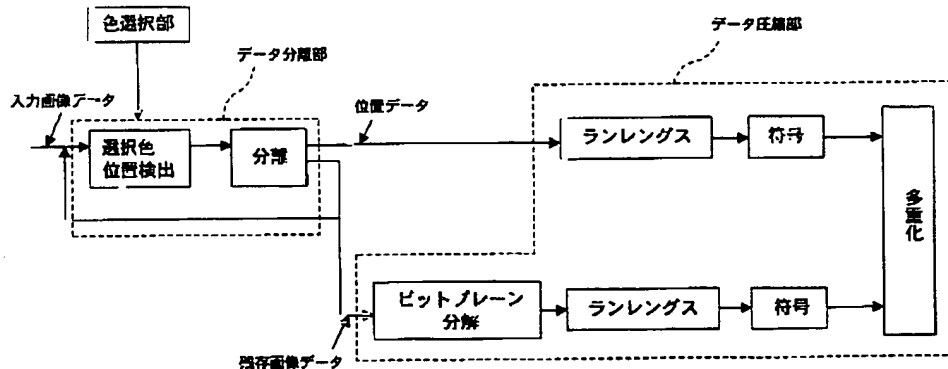 色選択部
データ分離部
データ圧縮部
入力画像データ
位置データ
選択色
位置検出
分離
ランレングス
符号
多重化
ビットプレーン
分解
ランレングス
符号
残存画像データ